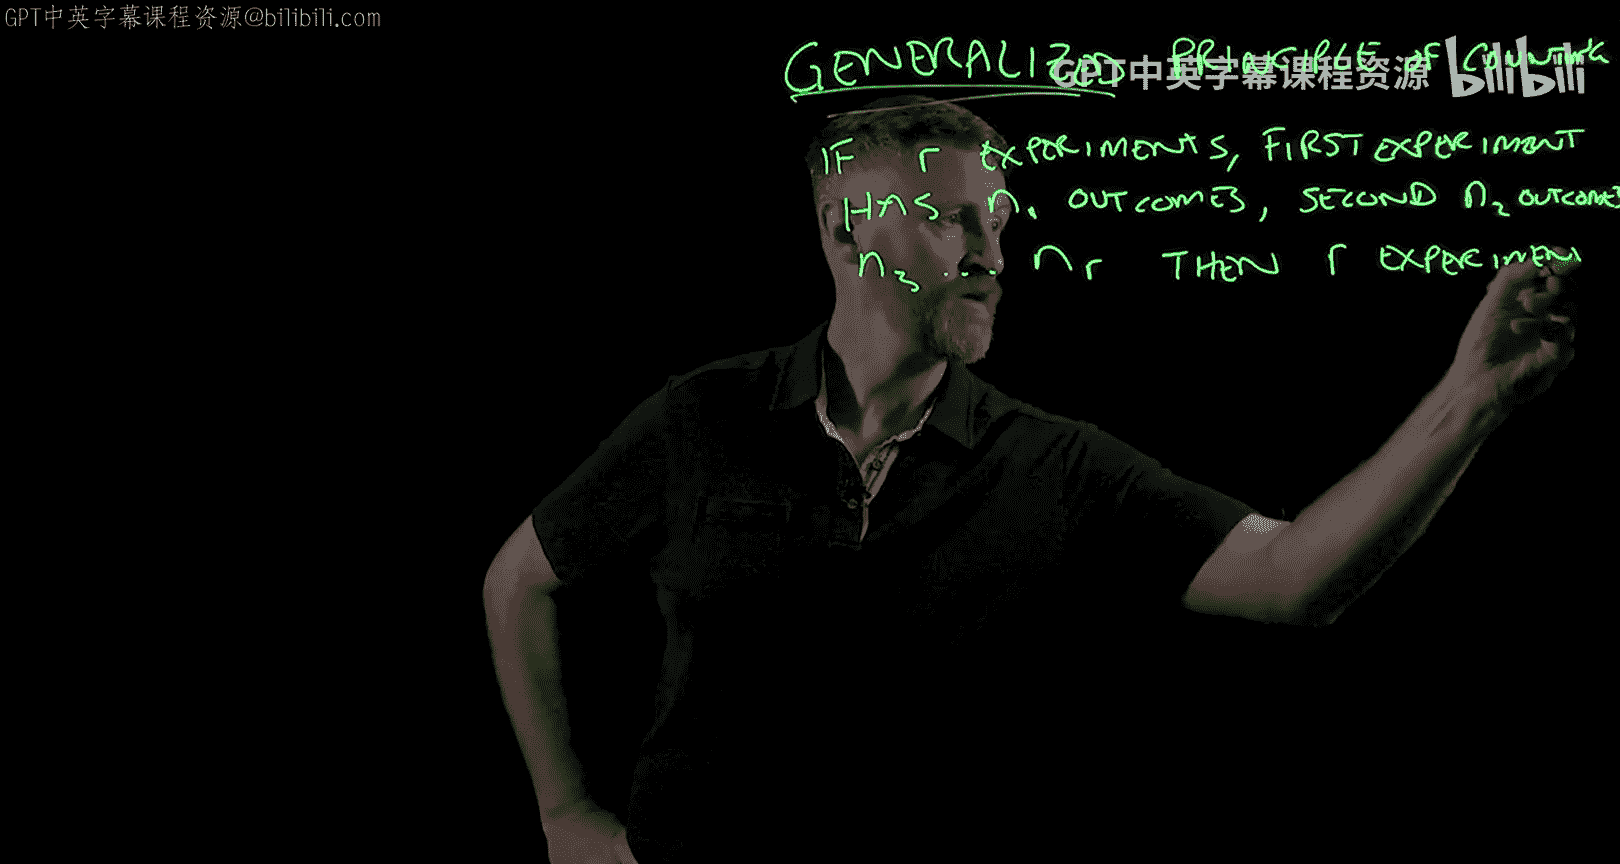 GPT中英字幕课程资源@bilibili.com
GENERALIZED PRINCIPLE OF COUNTING
GPT中英字幕课程资源 bilibili
IF r EXPERIMENTS, FIRST EXPERIMENT
HAS n₁ OUTCOMES, SECOND n₂ OUTCOMES
n₃ ... nᵣ THEN r EXPERIMEN